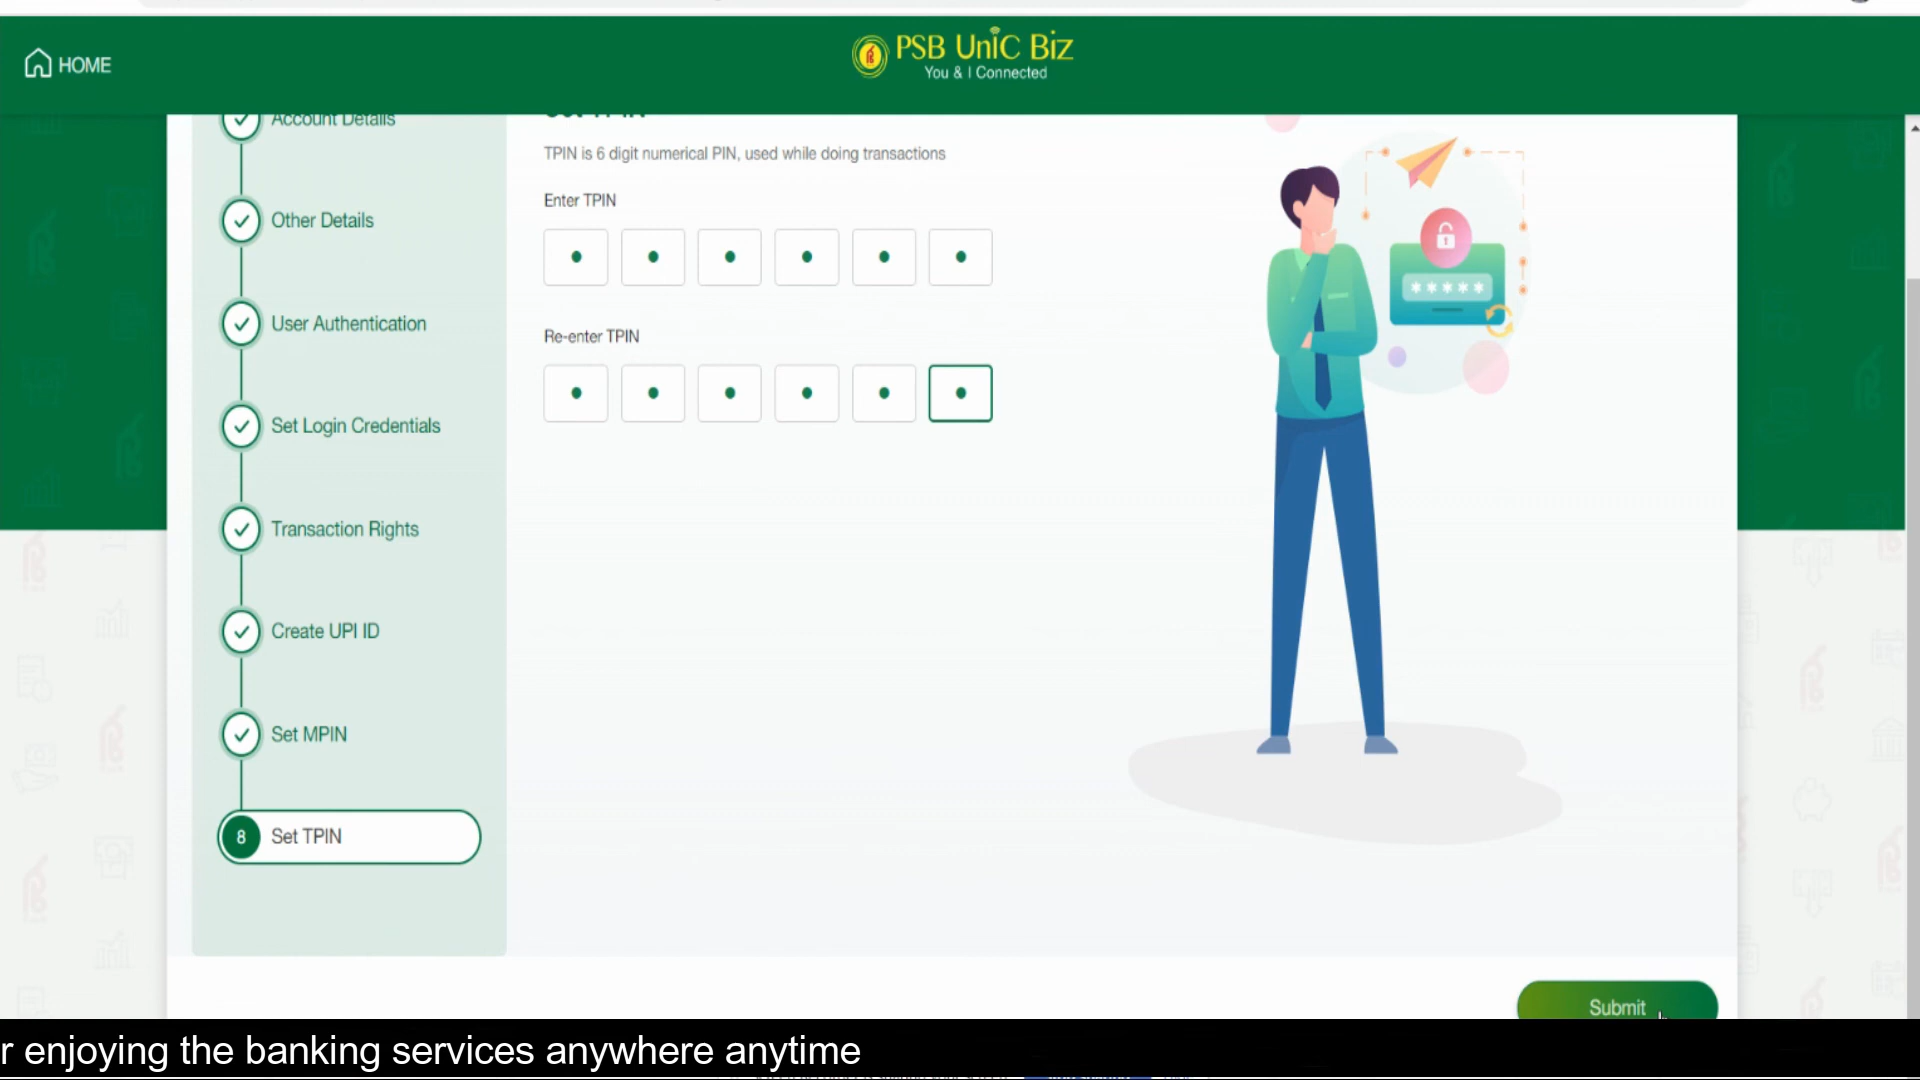 HOME
PSB UnIC Biz
You & I Connected
Account Details
Other Details
User Authentication
Set Login Credentials
Transaction Rights
Create UPI ID
Set MPIN
8 Set TPIN
Set TPIN
TPIN is 6 digit numerical PIN, used while doing transactions
Enter TPIN
Re-enter TPIN
*****
Submit
r enjoying the banking services anywhere anytime